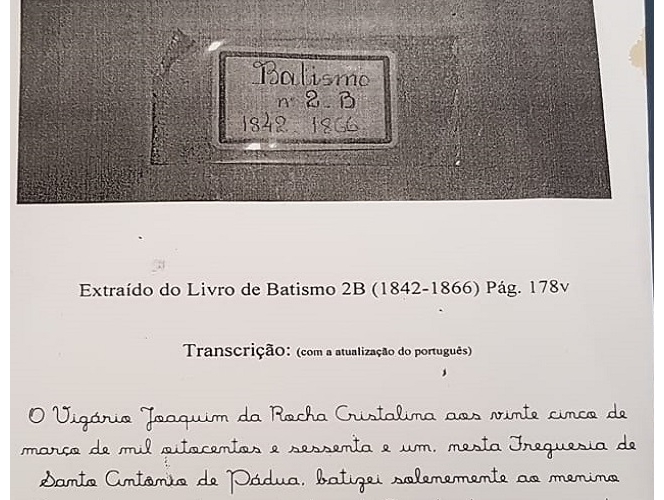 Batismo
nº 2-B
1842-1866
Extraído do Livro de Batismo 2B (1842-1866) Pág. 178v
Transcrição: (com a atualização do português)
O Vigário Joaquim da Rocha Cristalina aos vinte cinco de
março de mil oitocentos e sessenta e um, nesta Freguesia de
Santo Antônio de Pádua, batizei solenemente ao menino